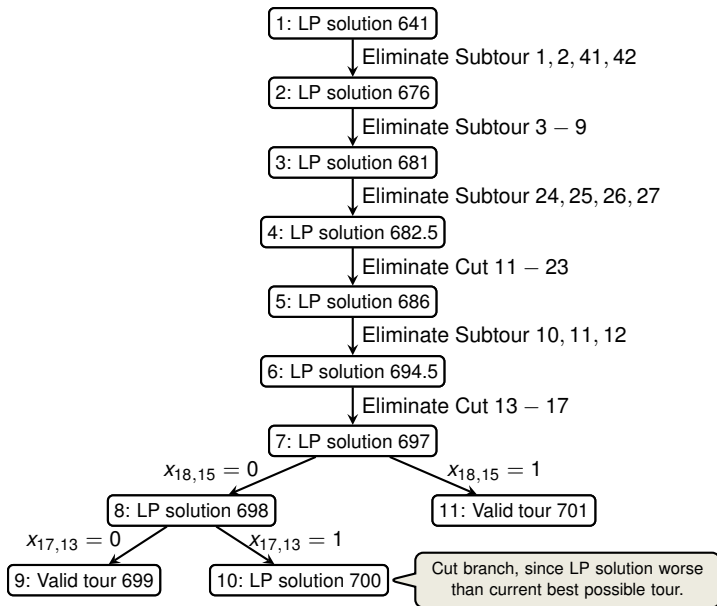 1: LP solution 641
Eliminate Subtour 1, 2, 41, 42
2: LP solution 676
Eliminate Subtour 3 − 9
3: LP solution 681
Eliminate Subtour 24, 25, 26, 27
4: LP solution 682.5
Eliminate Cut 11 − 23
5: LP solution 686
Eliminate Subtour 10, 11, 12
6: LP solution 694.5
Eliminate Cut 13 − 17
7: LP solution 697
x18,15 = 0
x18,15 = 1
8: LP solution 698
11: Valid tour 701
x17,13 = 0
x17,13 = 1
9: Valid tour 699
10: LP solution 700
Cut branch, since LP solution worse
than current best possible tour.